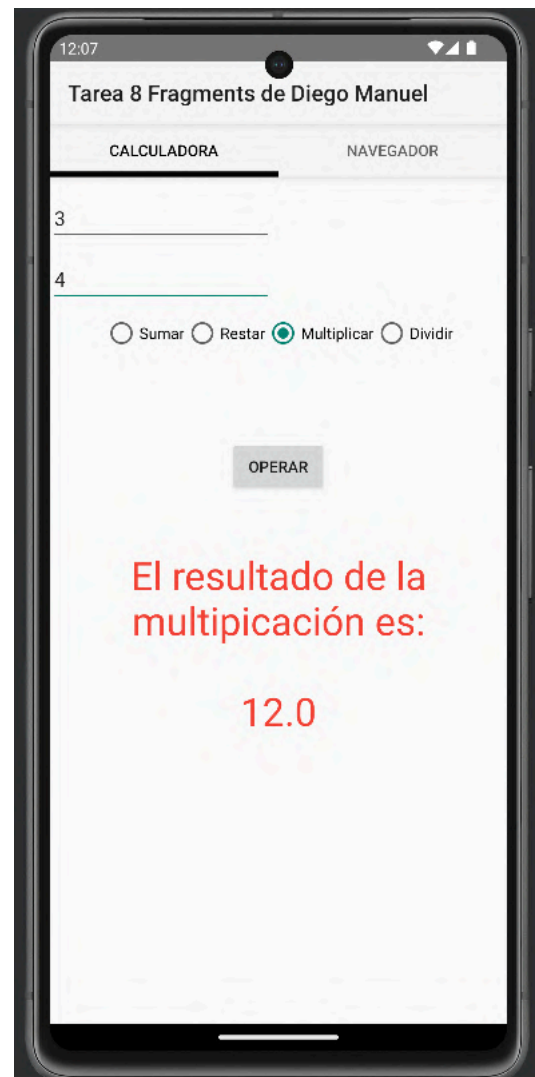 12:07
Tarea 8 Fragments de Diego Manuel
CALCULADORA NAVEGADOR
3
4
Sumar Restar Multiplicar Dividir
OPERAR
El resultado de la
multipicación es:
12.0